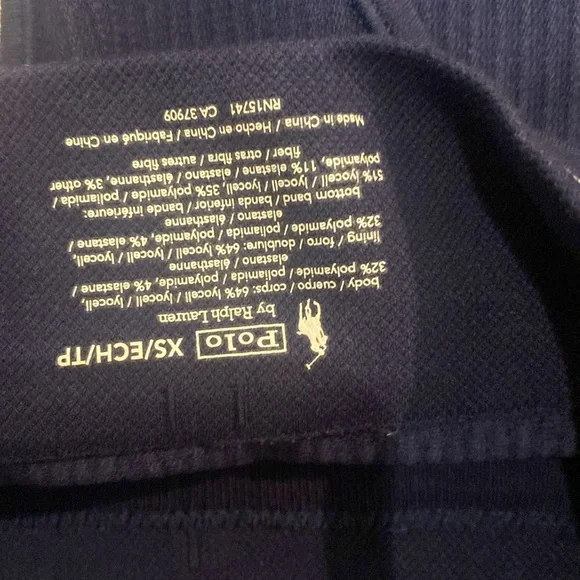 Polo XS/ECH/TP
by Ralph Lauren
body / cuerpo / corps: 64% lyocell / lyocell / lyocell,
32% polyamide / poliamida / polyamide, 4% elastane /
elastano / élasthanne
lining / forro / doublure: 64% lyocell / lyocell / lyocell,
32% polyamide / poliamida / polyamide, 4% elastane /
elastano / élasthanne
bottom band / banda inferior / bande inférieure:
51% lyocell / lyocell / lyocell, 35% polyamide / poliamida /
polyamide, 11% elastane / elastano / élasthanne, 3% other
fiber / otras fibra / autres fibre
Made in China / Hecho en China / Fabriqué en Chine
RN15741 CA 37909